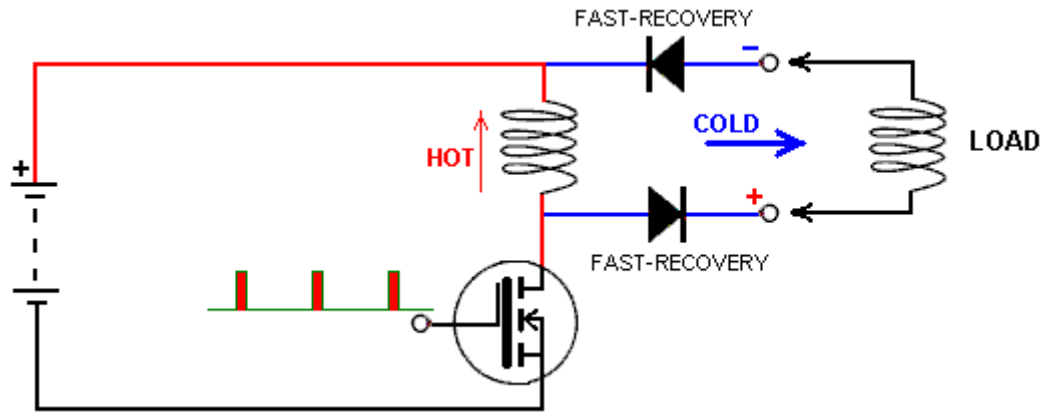 FAST-RECOVERY
−
COLD
HOT
LOAD
+
+
FAST-RECOVERY